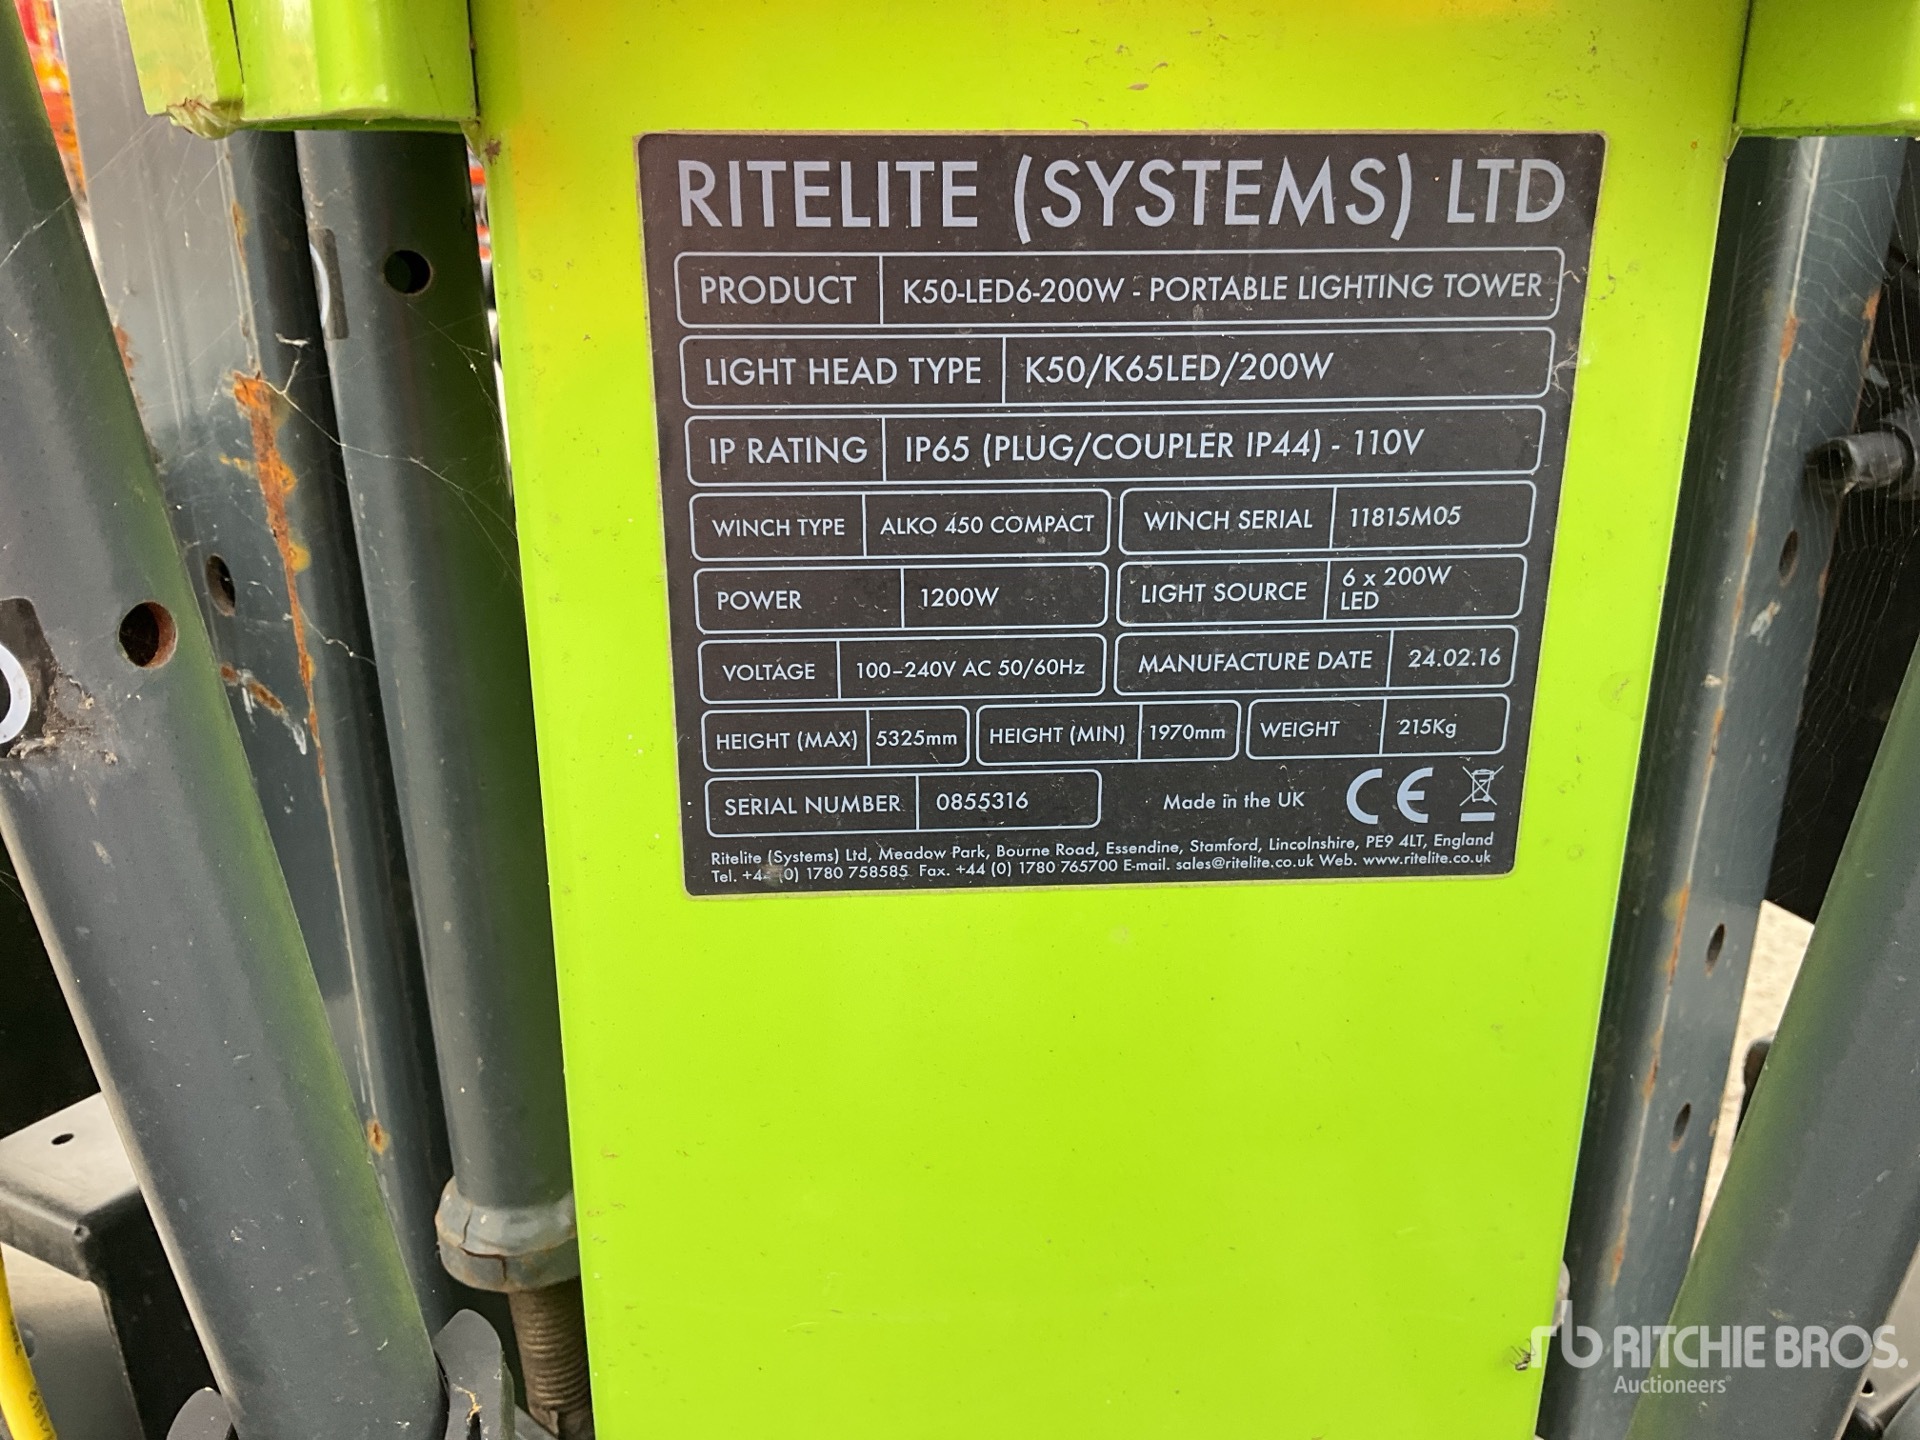 RITELITE (SYSTEMS) LTD
PRODUCT K50-LED6-200W - PORTABLE LIGHTING TOWER
LIGHT HEAD TYPE K50/K65LED/200W
IP RATING IP65 (PLUG/COUPLER IP44) - 110V
WINCH TYPE ALKO 450 COMPACT WINCH SERIAL 11815M05
POWER 1200W LIGHT SOURCE 6 x 200W
LED
VOLTAGE 100-240V AC 50/60Hz MANUFACTURE DATE 24.02.16
HEIGHT (MAX) 5325mm HEIGHT (MIN) 1970mm WEIGHT 215Kg
SERIAL NUMBER 0855316 Made in the UK CE
Ritelite (Systems) Ltd, Meadow Park, Bourne Road, Essendine, Stamford, Lincolnshire, PE9 4LT, England
Tel. (0) 1780 758585 Fax. +44 (0) 1780 765700 E-mail. sales@ritelite.co.uk Web. www.ritelite.co.uk
rb RITCHIE BROS.
Auctioneers